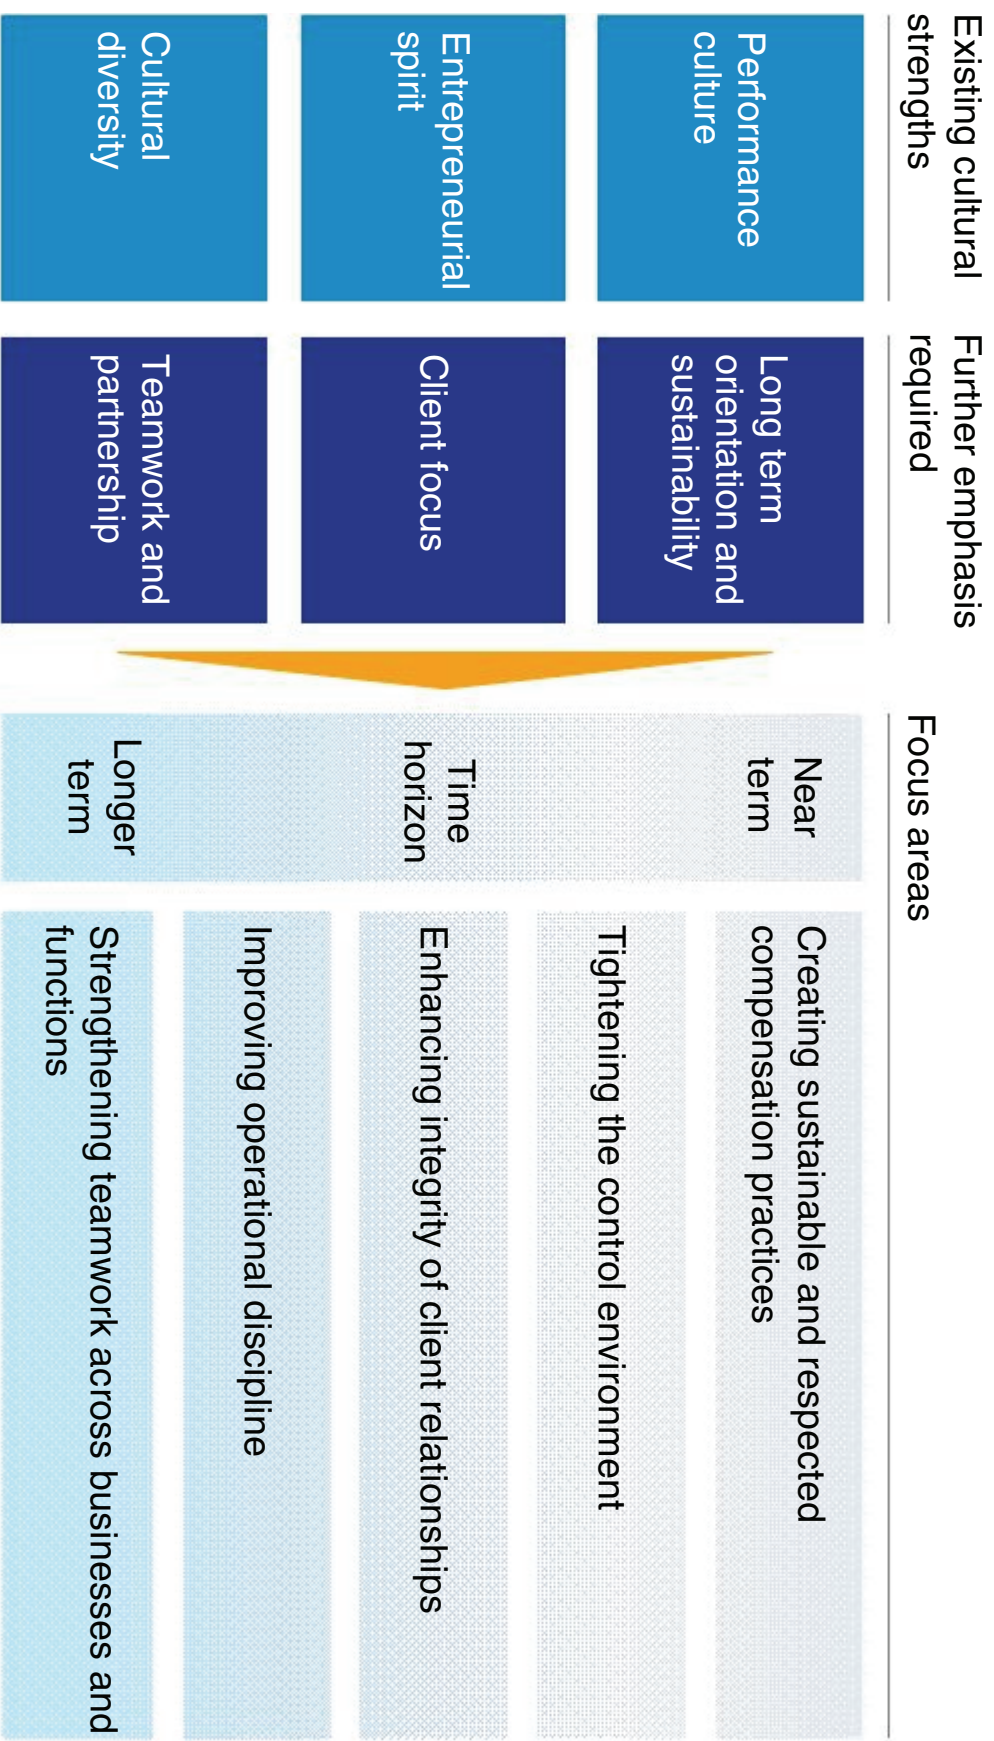 Existing cultural
strengths
Performance
culture
Entrepreneurial
spirit
Cultural
diversity
Further emphasis
required
Long term
orientation and
sustainability
Client focus
Teamwork and
partnership
Focus areas
Near
term
Time
horizon
Longer
term
Creating sustainable and respected
compensation practices
Tightening the control environment
Enhancing integrity of client relationships
Improving operational discipline
Strengthening teamwork across businesses and
functions